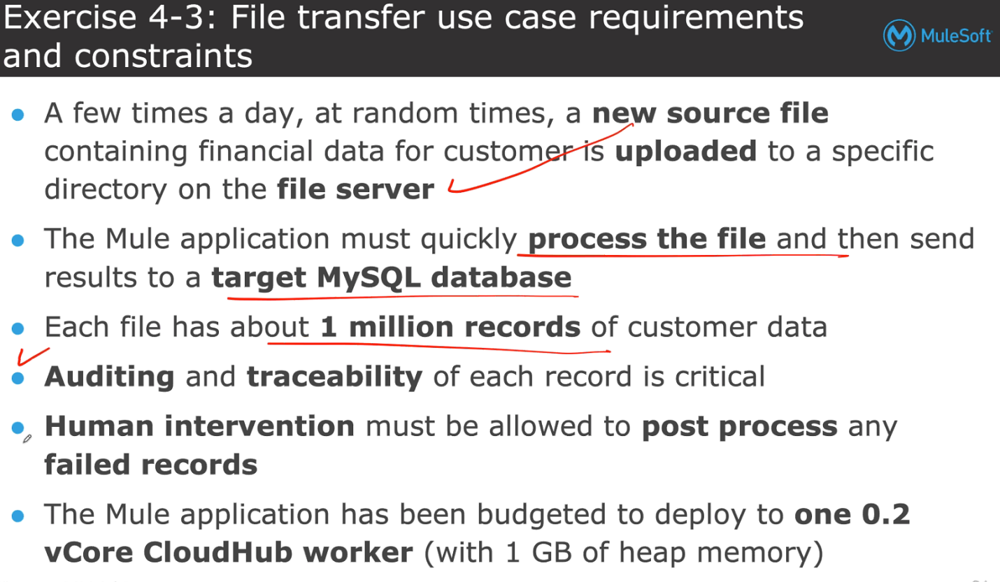 Exercise 4-3: File transfer use case requirements
and constraints
MuleSoft
A few times a day, at random times, a new source file
containing financial data for customer is uploaded to a specific
directory on the file server
The Mule application must quickly process the file and then send
results to a target MySQL database
Each file has about 1 million records of customer data
Auditing and traceability of each record is critical
Human intervention must be allowed to post process any
failed records
The Mule application has been budgeted to deploy to one 0.2
vCore CloudHub worker (with 1 GB of heap memory)